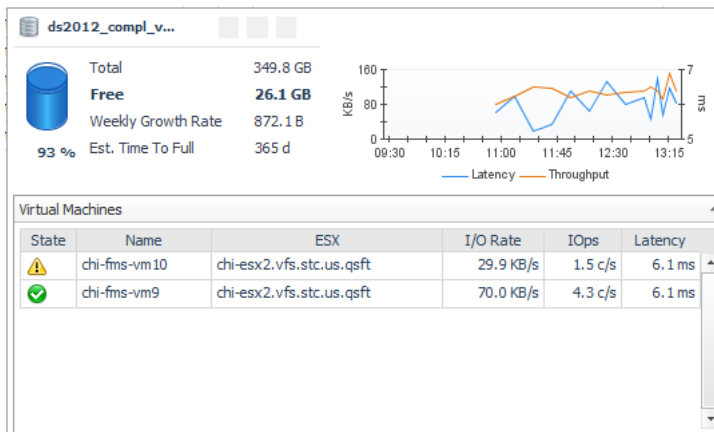 ds2012_compl_v...
Total 349.8 GB
Free 26.1 GB
Weekly Growth Rate 872.1 B
Est. Time To Full 365 d
93 %
160 7
KB/s 80 ms
0 5
09:30 10:15 11:00 11:45 12:30 13:15
Latency Throughput
Virtual Machines
State Name ESX I/O Rate IOps Latency
chi-fms-vm10 chi-esx2.vfs.stc.us.qsft 29.9 KB/s 1.5 c/s 6.1 ms
chi-fms-vm9 chi-esx2.vfs.stc.us.qsft 70.0 KB/s 4.3 c/s 6.1 ms